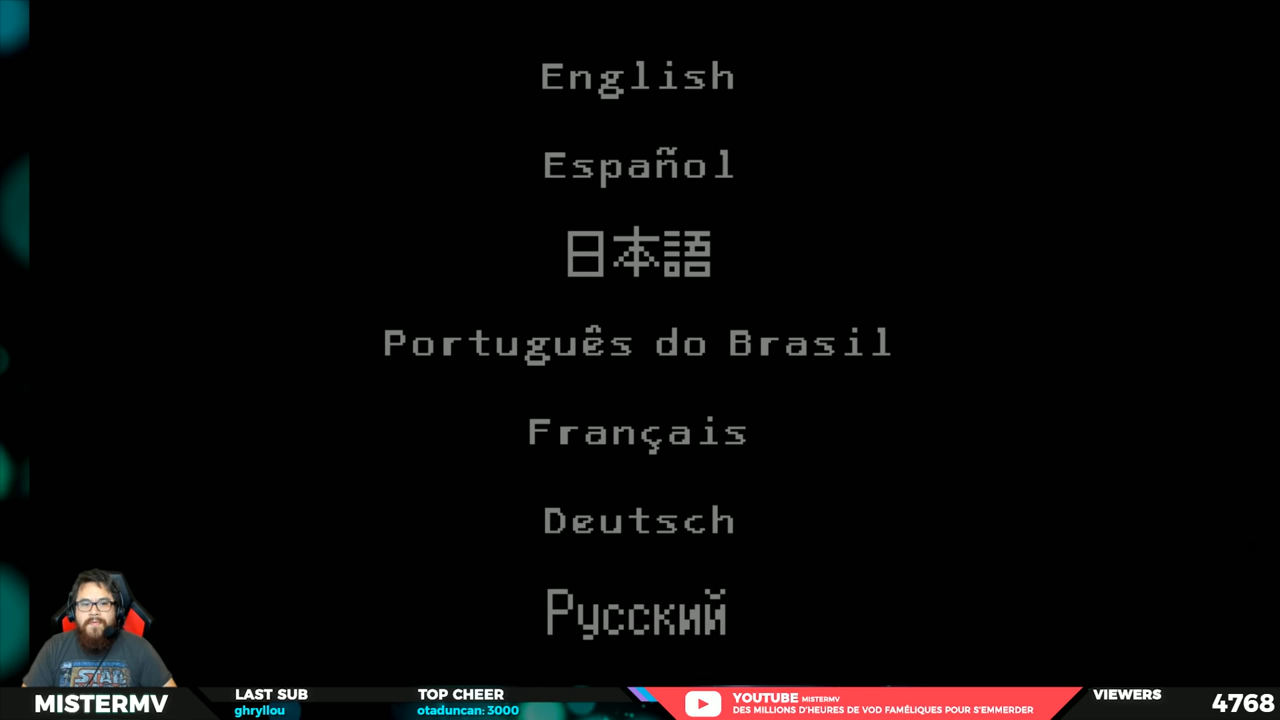 English
Español
日本語
Português do Brasil
Français
Deutsch
Русский
MISTERMV
LAST SUB
ghryllou
TOP CHEER
otaduncan: 3000
YOUTUBE MISTERMV
DES MILLIONS D'HEURES DE VOD FAMÉLIQUES POUR S'EMMERDER
VIEWERS
4768